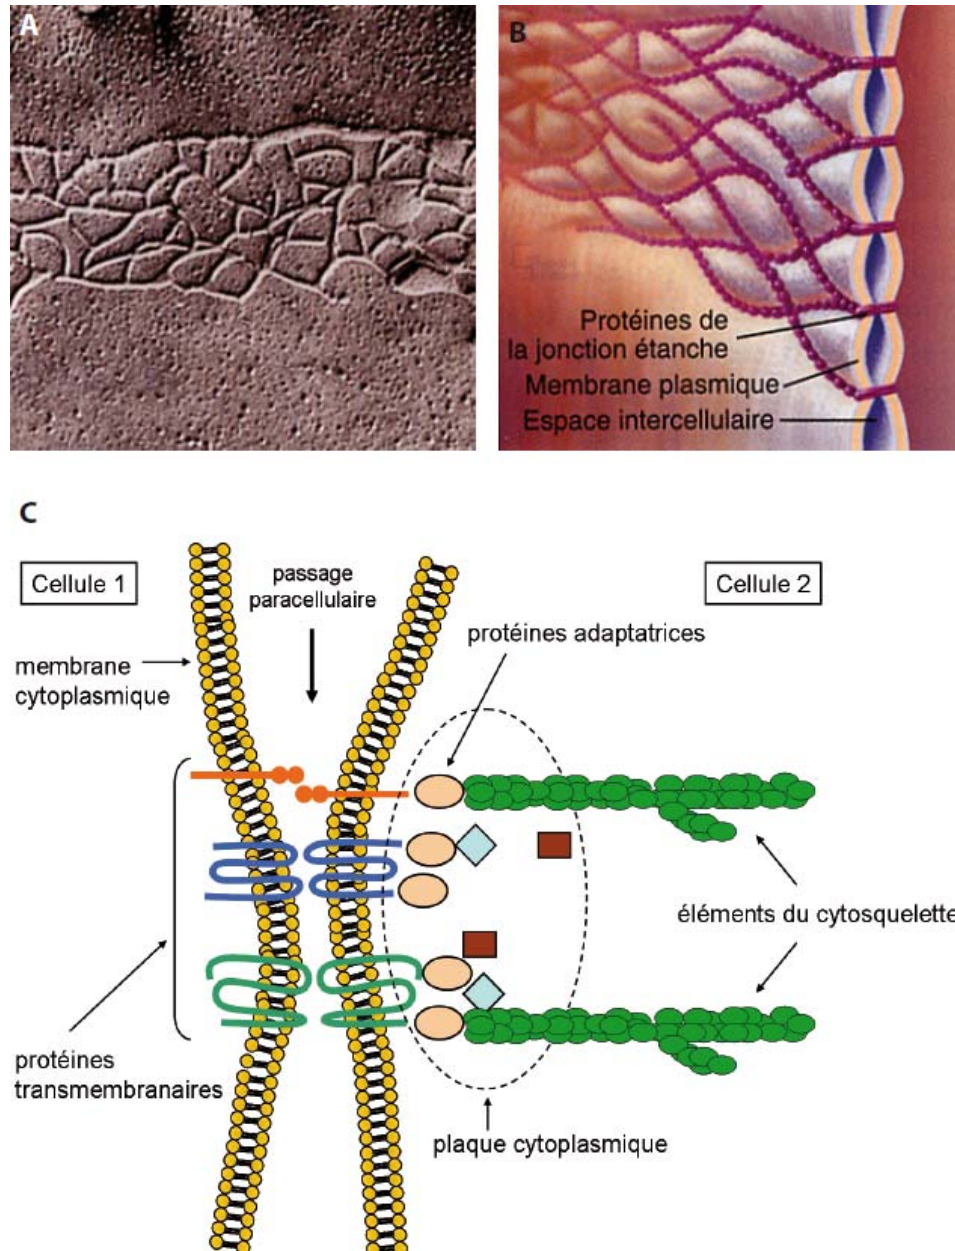 A
B
Protéines de
la jonction étanche
Membrane plasmique
Espace intercellulaire
C
Cellule 1
passage
paracellulaire
Cellule 2
protéines adaptatrices
membrane
cytoplasmique
éléments du cytosquelette
protéines
transmembranaires
plaque cytoplasmique